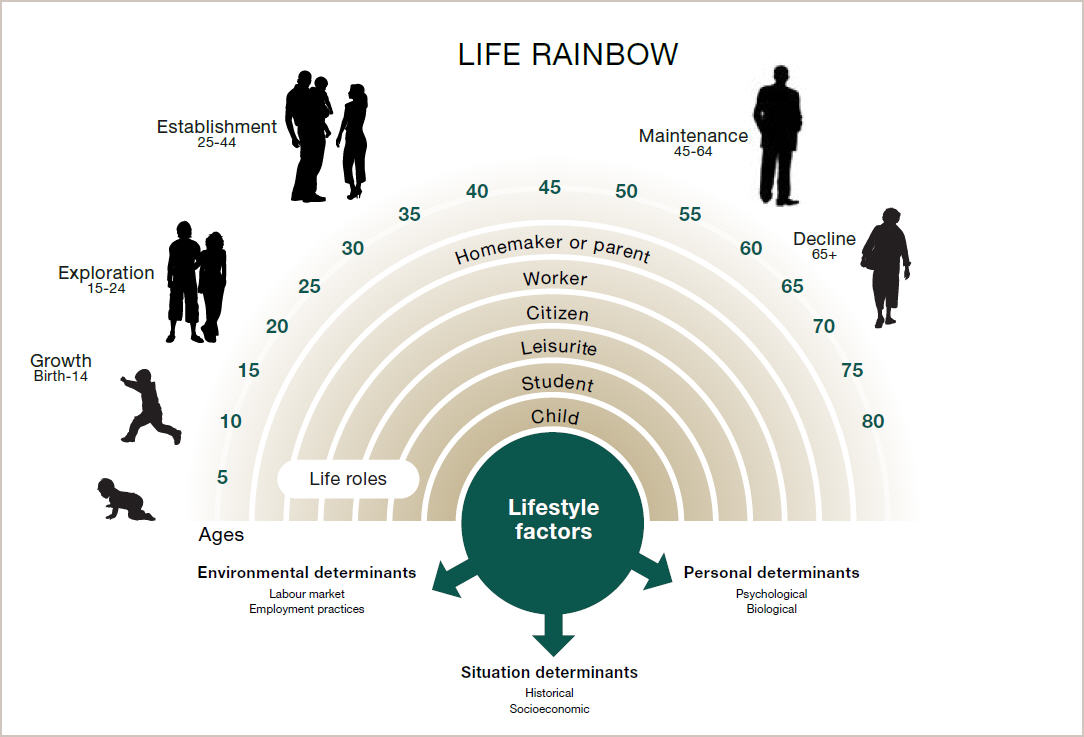 LIFE RAINBOW
Establishment
25-44
Maintenance
45-64
Exploration
15-24
Decline
65+
Growth
Birth-14
5
10
15
20
25
30
35
40
45
50
55
60
65
70
75
80
Homemaker or parent
Worker
Citizen
Leisurite
Student
Child
Life roles
Ages
Lifestyle
factors
Environmental determinants
Labour market
Employment practices
Personal determinants
Psychological
Biological
Situation determinants
Historical
Socioeconomic